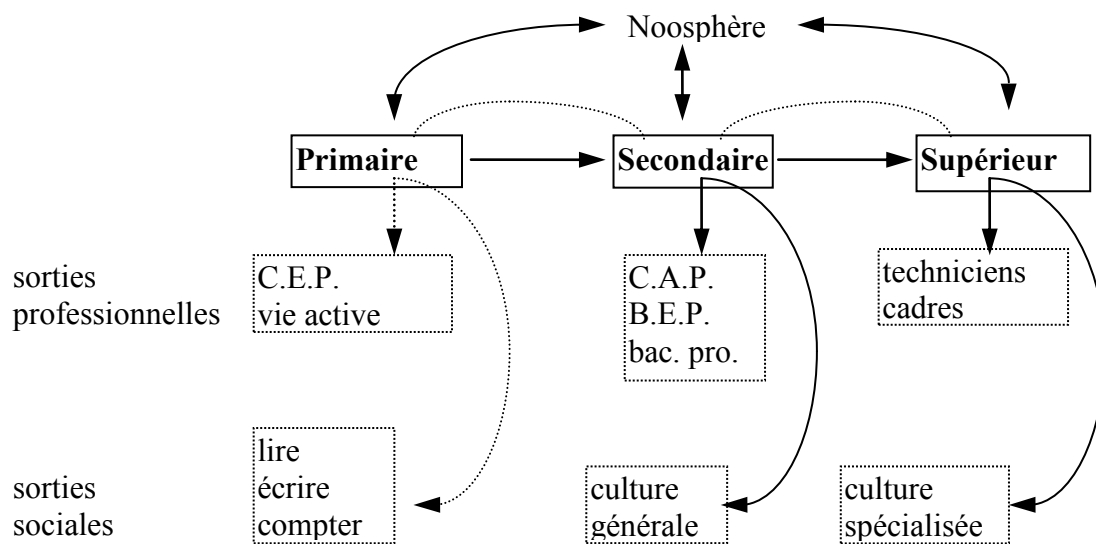 Noosphère
Primaire
Secondaire
Supérieur
sorties
professionnelles
C.E.P.
vie active
C.A.P.
B.E.P.
bac. pro.
techniciens
cadres
sorties
sociales
lire
écrire
compter
culture
générale
culture
spécialisée